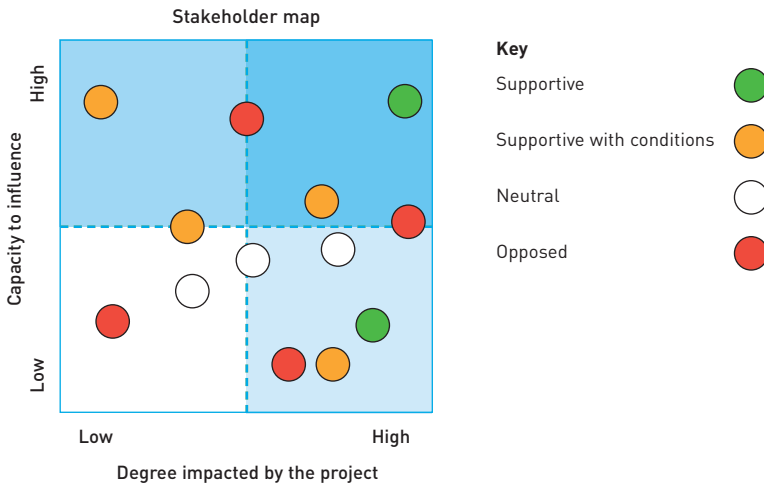 Stakeholder map
High
Capacity to influence
Low
Low
High
Degree impacted by the project
Key
Supportive
Supportive with conditions
Neutral
Opposed